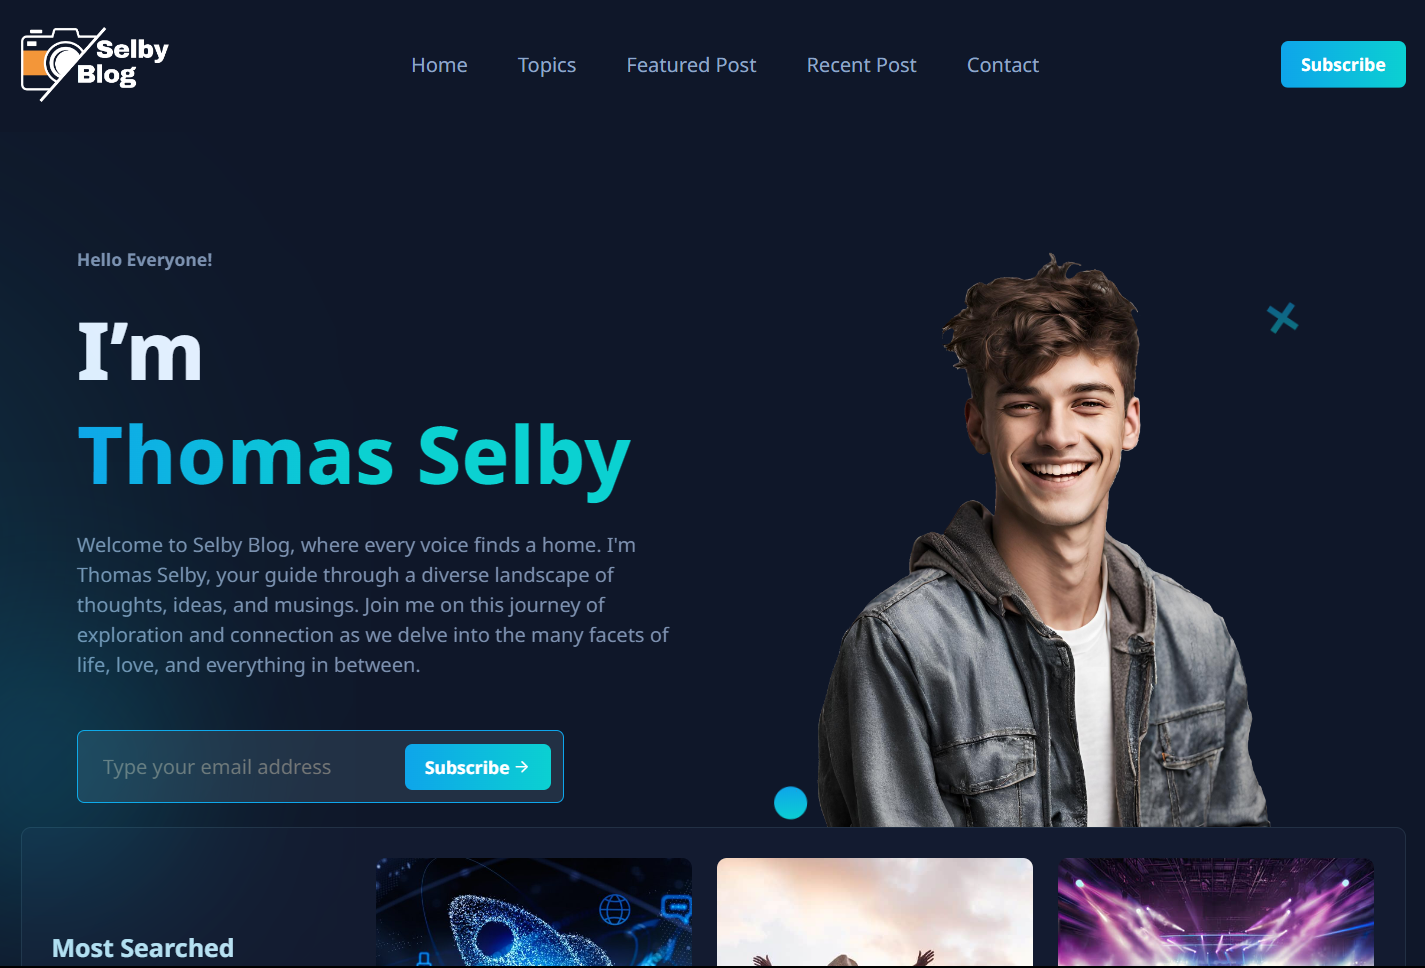 Selby
Blog
Home
Topics
Featured Post
Recent Post
Contact
Subscribe
Hello Everyone!
I’m
Thomas Selby
Welcome to Selby Blog, where every voice finds a home. I'm
Thomas Selby, your guide through a diverse landscape of
thoughts, ideas, and musings. Join me on this journey of
exploration and connection as we delve into the many facets of
life, love, and everything in between.
Type your email address
Subscribe →
Most Searched